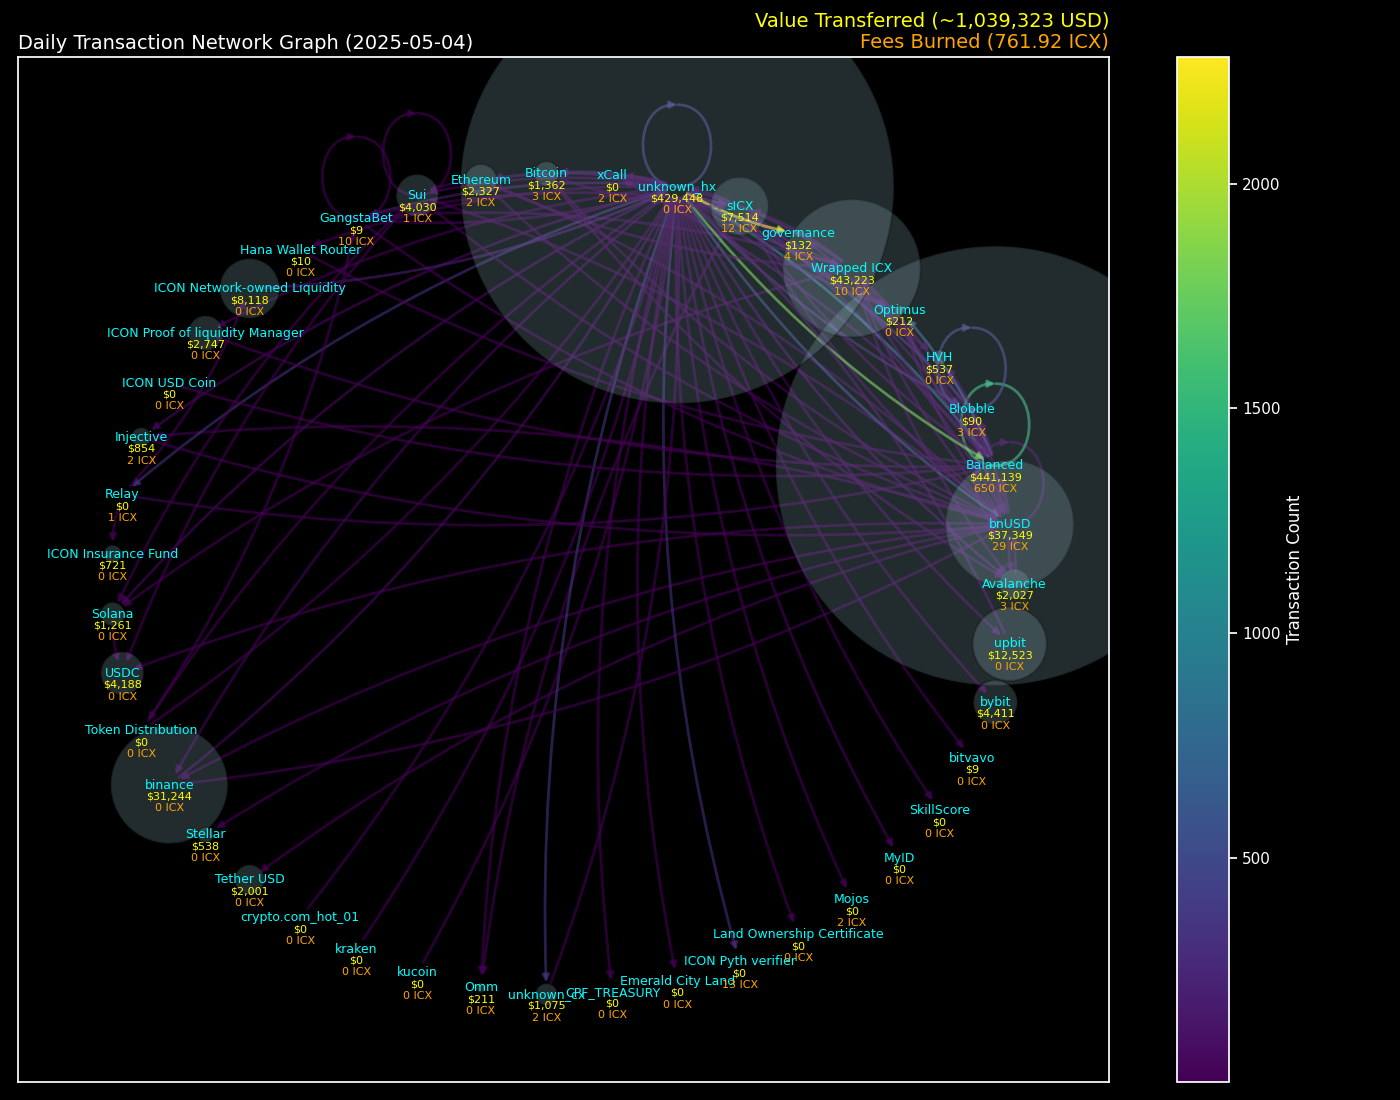 Value Transferred (~1,039,323 USD)
Daily Transaction Network Graph (2025-05-04)
Fees Burned (761.92 ICX)
xCall
$0
2 ICX
Bitcoin
$1,362
3 ICX
Ethereum
$2,327
2 ICX
Sui
$4,030
1 ICX
GangstaBet
$9
10 ICX
Hana Wallet Router
$10
0 ICX
ICON Network-owned Liquidity
$8,118
0 ICX
ICON Proof of liquidity Manager
$2,747
0 ICX
ICON USD Coin
$0
0 ICX
Injective
$854
2 ICX
Relay
$0
1 ICX
ICON Insurance Fund
$721
0 ICX
Solana
$1,261
0 ICX
USDC
$4,188
0 ICX
Token Distribution
$0
0 ICX
binance
$31,244
0 ICX
Stellar
$538
0 ICX
Tether USD
$2,001
0 ICX
crypto.com_hot_01
$0
0 ICX
kraken
$0
0 ICX
kucoin
$0
0 ICX
Omm
$211
0 ICX
unknown_cx
$1,075
2 ICX
CPF_TREASURY
$0
0 ICX
Emerald City Land
$0
0 ICX
ICON Pyth verifier
$0
13 ICX
Land Ownership Certificate
$0
0 ICX
Mojos
$0
2 ICX
MyID
$0
0 ICX
SkillScore
$0
0 ICX
bitvavo
$9
0 ICX
bybit
$4,411
0 ICX
upbit
$12,523
0 ICX
Avalanche
$2,027
3 ICX
bnUSD
$37,349
29 ICX
Balanced
$441,139
650 ICX
Blobble
$90
3 ICX
HVH
$537
0 ICX
Optimus
$212
0 ICX
Wrapped ICX
$43,223
10 ICX
governance
$132
4 ICX
sICX
$7,514
12 ICX
unknown_hx
$429,448
0 ICX
2000
1500
1000
500
Transaction Count